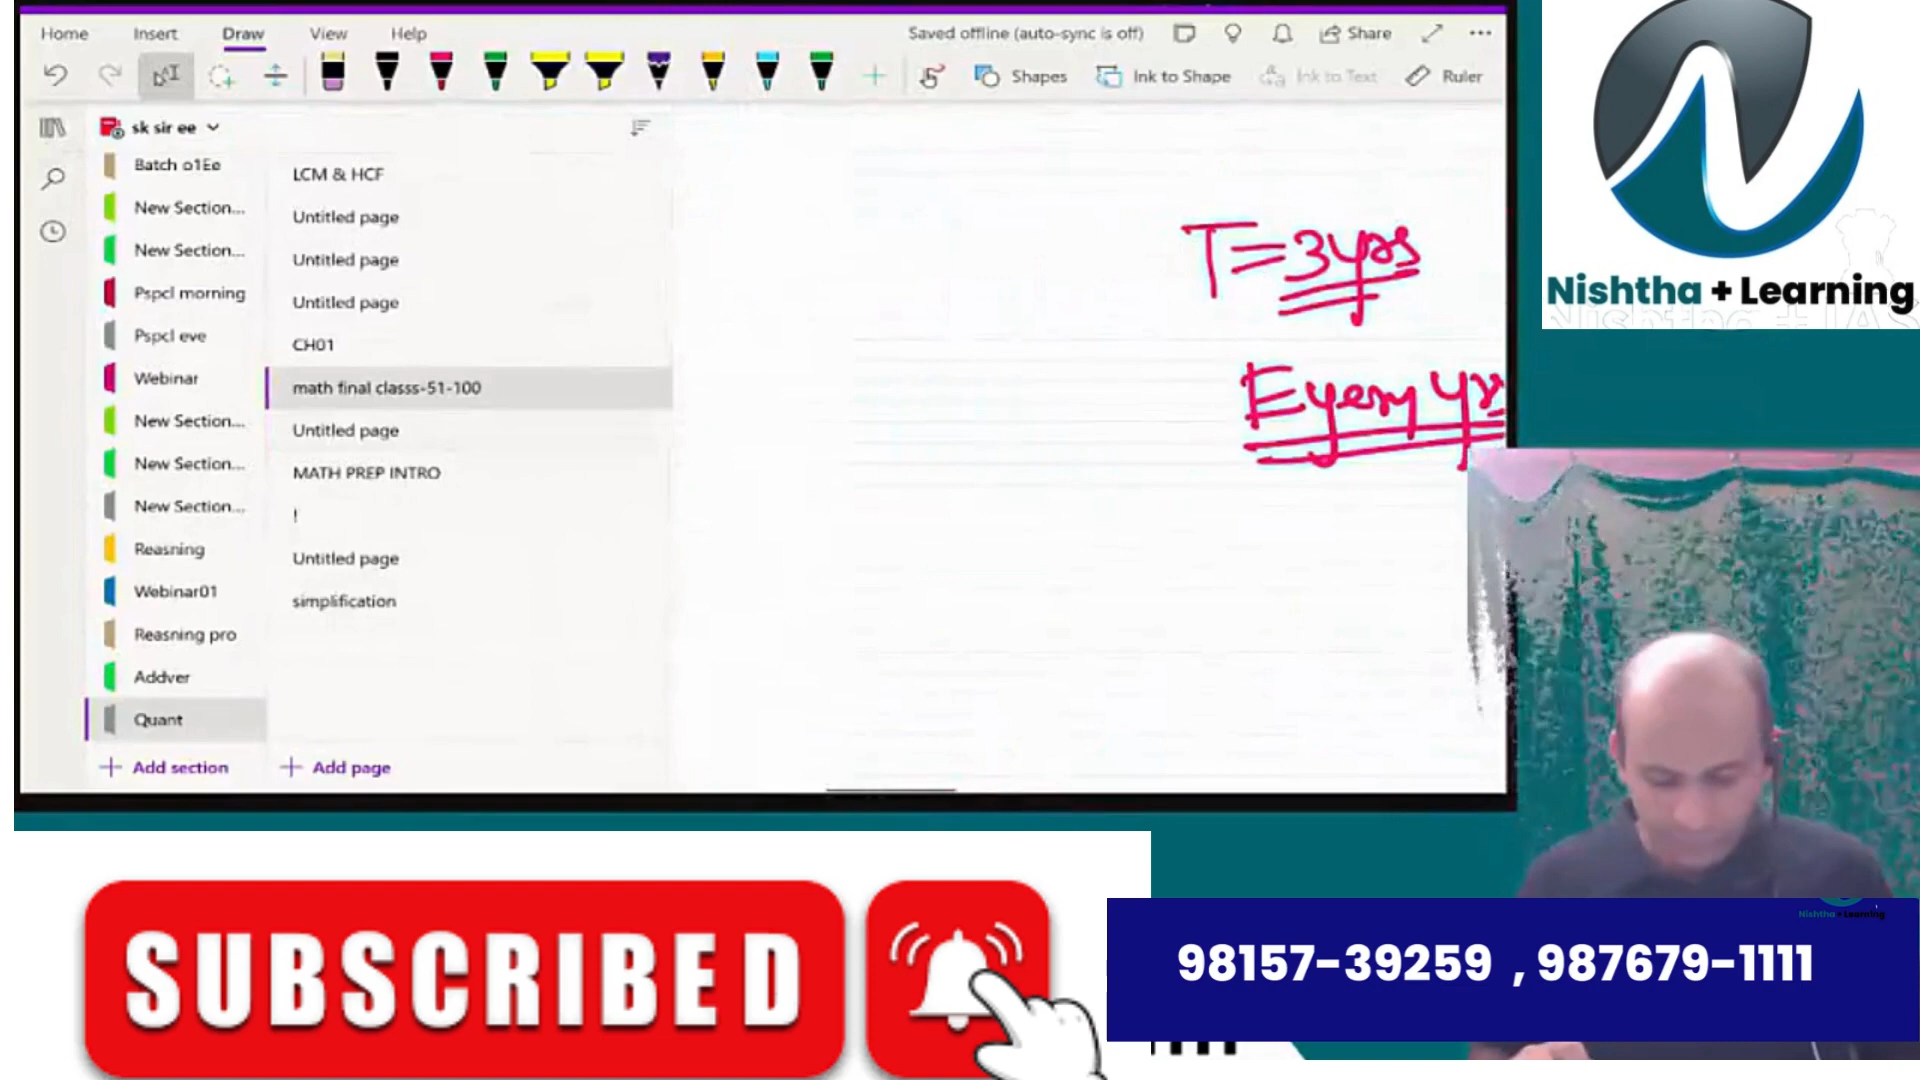 Home Insert Draw View Help Saved offline (auto-sync is off) Share
Shapes Ink to Shape Ink to Text Ruler
sk sir ee
Batch o1Ee
New Section...
New Section...
Pspcl morning
Pspcl eve
Webinar
New Section...
New Section...
New Section...
Reasning
Webinar01
Reasning pro
Addver
Quant
Add section
LCM & HCF
Untitled page
Untitled page
Untitled page
CH01
math final classs-51-100
Untitled page
MATH PREP INTRO
!
Untitled page
simplification
Add page
T=3yrs
Every yr
Nishtha + Learning
SUBSCRIBED
Nishtha + Learning
98157-39259 , 987679-1111